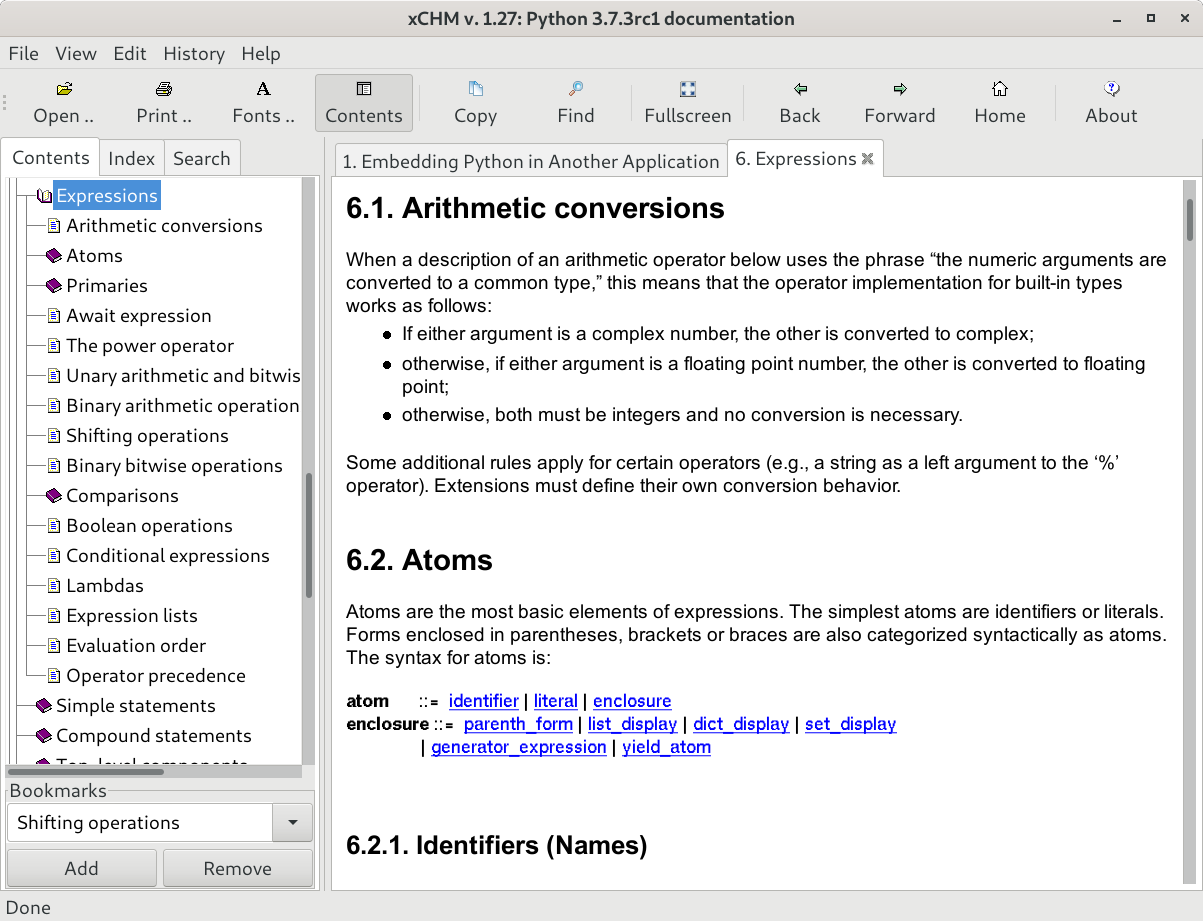 xCHM v. 1.27: Python 3.7.3rc1 documentation
File View Edit History Help
Open .. Print .. Fonts .. Contents Copy Find Fullscreen Back Forward Home About
Contents Index Search
Expressions
Arithmetic conversions
Atoms
Primaries
Await expression
The power operator
Unary arithmetic and bitwis
Binary arithmetic operation
Shifting operations
Binary bitwise operations
Comparisons
Boolean operations
Conditional expressions
Lambdas
Expression lists
Evaluation order
Operator precedence
Simple statements
Compound statements
Top-level components
Bookmarks
Shifting operations
Add Remove
1. Embedding Python in Another Application 6. Expressions
6.1. Arithmetic conversions
When a description of an arithmetic operator below uses the phrase “the numeric arguments are
converted to a common type,” this means that the operator implementation for built-in types
works as follows:
• If either argument is a complex number, the other is converted to complex;
• otherwise, if either argument is a floating point number, the other is converted to floating
point;
• otherwise, both must be integers and no conversion is necessary.
Some additional rules apply for certain operators (e.g., a string as a left argument to the ‘%’
operator). Extensions must define their own conversion behavior.
6.2. Atoms
Atoms are the most basic elements of expressions. The simplest atoms are identifiers or literals.
Forms enclosed in parentheses, brackets or braces are also categorized syntactically as atoms.
The syntax for atoms is:
atom ::= identifier | literal | enclosure
enclosure ::= parenth_form | list_display | dict_display | set_display
| generator_expression | yield_atom
6.2.1. Identifiers (Names)
Done